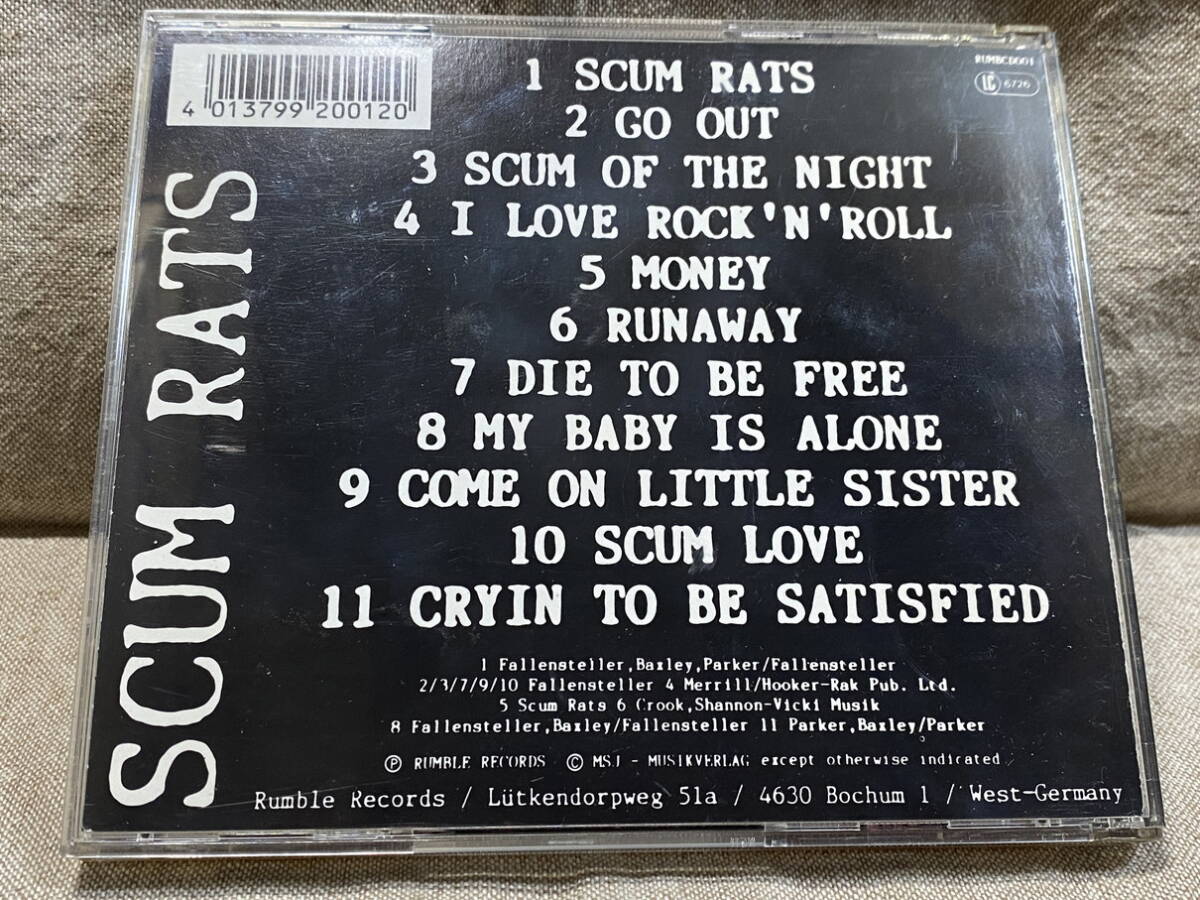 4 013799 200120
RUMBCD001
LC 6726
SCUM RATS
1 SCUM RATS
2 GO OUT
3 SCUM OF THE NIGHT
4 I LOVE ROCK'N'ROLL
5 MONEY
6 RUNAWAY
7 DIE TO BE FREE
8 MY BABY IS ALONE
9 COME ON LITTLE SISTER
10 SCUM LOVE
11 CRYIN TO BE SATISFIED
1 Fallensteller,Baxley,Parker/Fallensteller
2/3/7/9/10 Fallensteller 4 Merrill/Hooker-Rak Pub. Ltd.
5 Scum Rats 6 Crook,Shannon-Vicki Musik
8 Fallensteller,Baxley/Fallensteller 11 Parker,Baxley/Parker
Ⓟ RUMBLE RECORDS © MSJ - MUSIKVERLAG except otherwise indicated
Rumble Records / Lütkendorpweg 51a / 4630 Bochum 1 / West-Germany